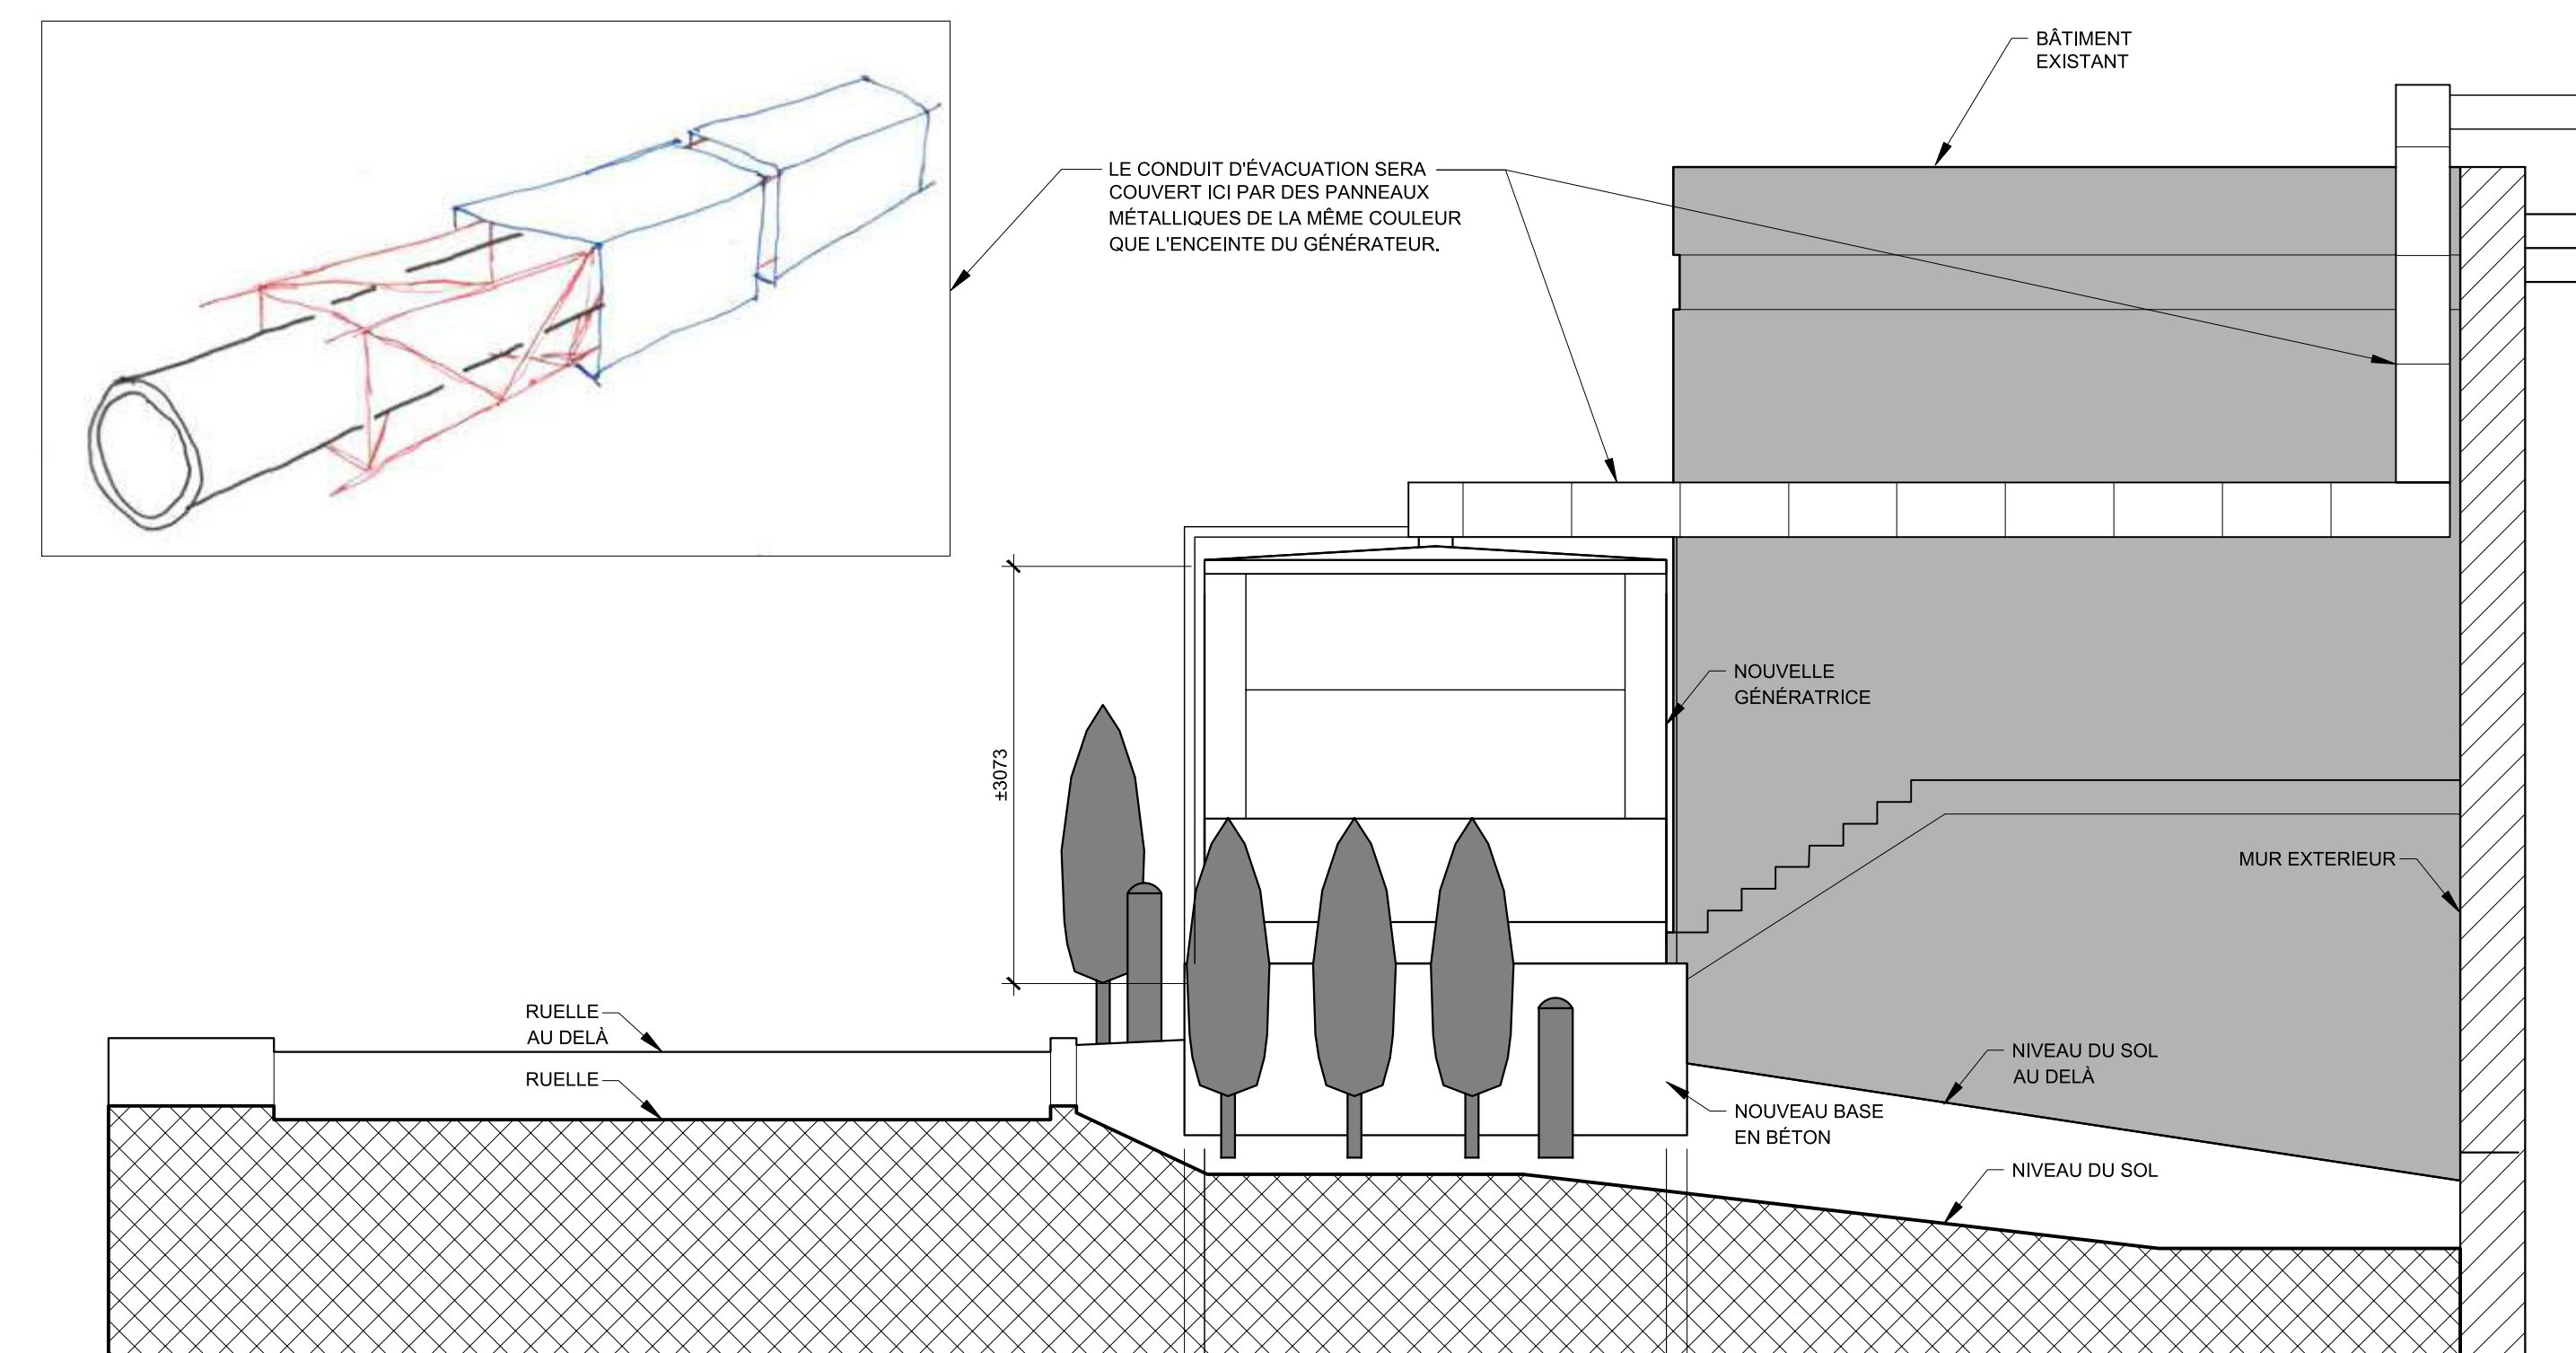 BÂTIMENT
EXISTANT
LE CONDUIT D'ÉVACUATION SERA
COUVERT ICI PAR DES PANNEAUX
MÉTALLIQUES DE LA MÊME COULEUR
QUE L'ENCEINTE DU GÉNÉRATEUR.
NOUVELLE
GÉNÉRATRICE
±3073
MUR EXTERIEUR
RUELLE
AU DELÀ
RUELLE
NIVEAU DU SOL
AU DELÀ
NOUVEAU BASE
EN BÉTON
NIVEAU DU SOL